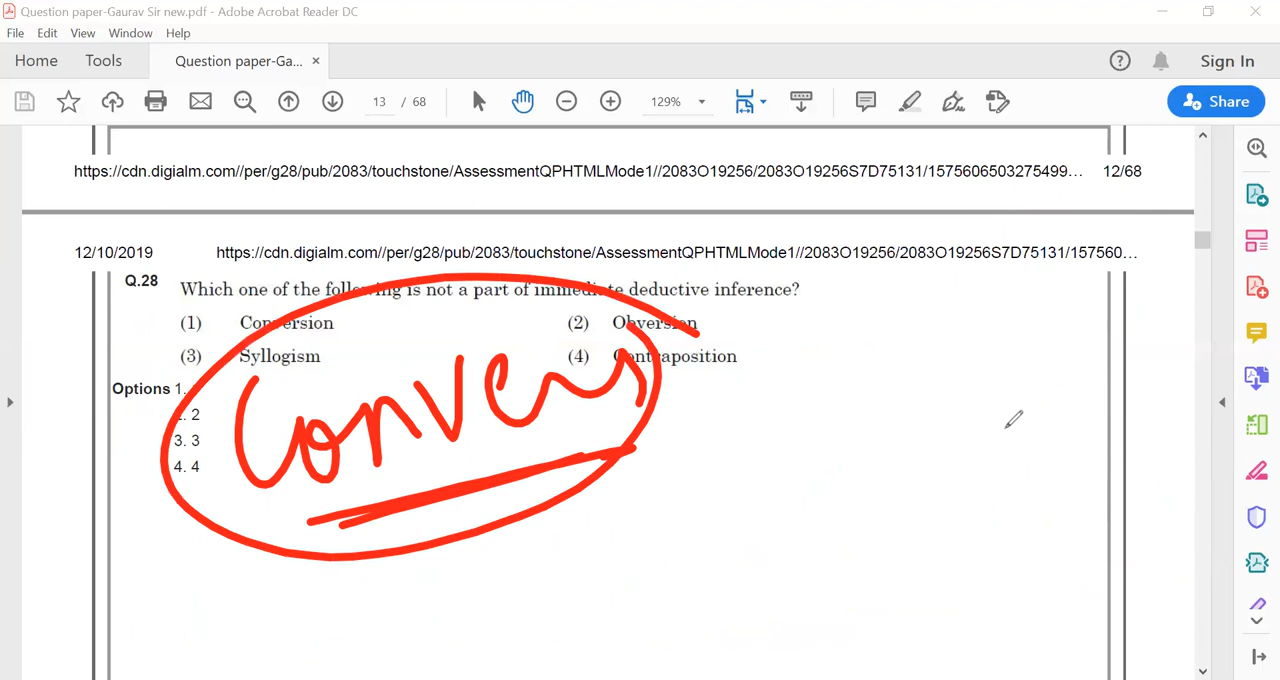 Question paper-Gaurav Sir new.pdf - Adobe Acrobat Reader DC
File Edit View Window Help
Home Tools Question paper-Ga... × ? Sign In
13 / 68 129% Share
https://cdn.digialm.com//per/g28/pub/2083/touchstone/AssessmentQPHTMLMode1//2083O19256/2083O19256S7D75131/1575606503275499... 12/68
12/10/2019 https://cdn.digialm.com//per/g28/pub/2083/touchstone/AssessmentQPHTMLMode1//2083O19256/2083O19256S7D75131/157560...
Q.28 Which one of the following is not a part of immediate deductive inference?
(1) Conversion (2) Obversion
(3) Syllogism (4) Contraposition
Options 1.
Convers
2. 2
3. 3
4. 4